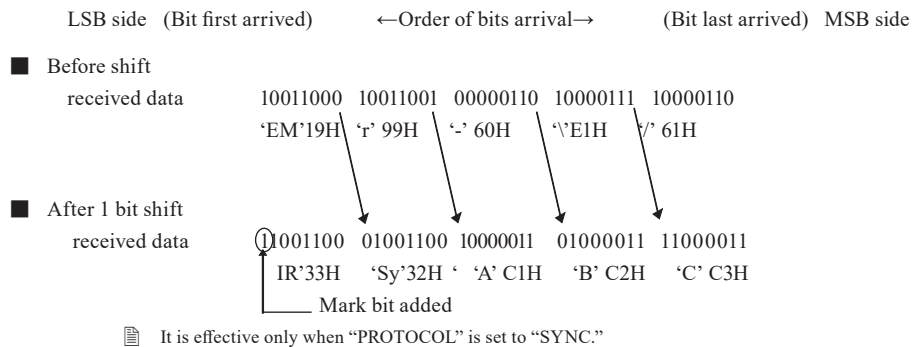 LSB side (Bit first arrived) ←Order of bits arrival→ (Bit last arrived) MSB side
■ Before shift
received data 10011000 10011001 00000110 10000111 10000110
‘EM’19H ‘r’ 99H ‘-’ 60H ‘\’E1H ‘/’ 61H
■ After 1 bit shift
received data 11001100 01001100 10000011 01000011 11000011
IR’33H ‘Sy’32H ‘ ‘A’ C1H ‘B’ C2H ‘C’ C3H
Mark bit added
It is effective only when “PROTOCOL” is set to “SYNC.”